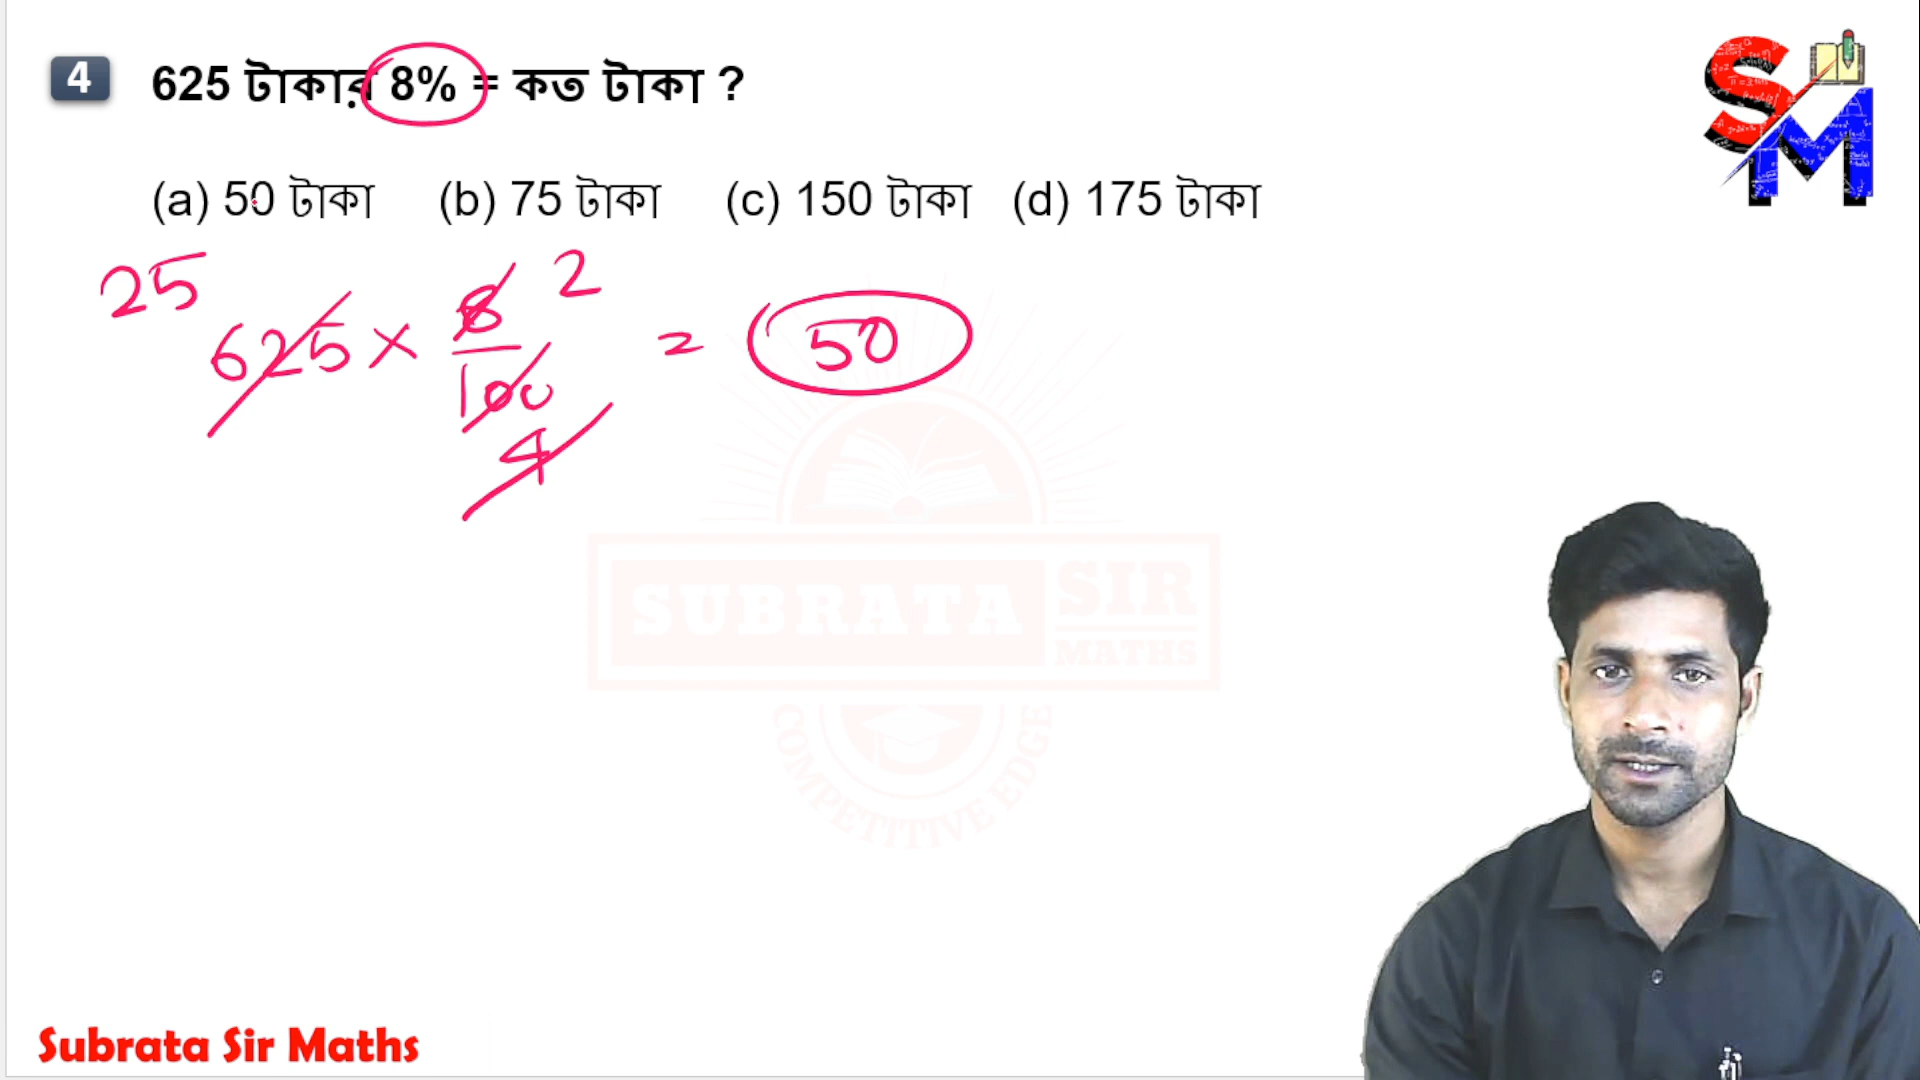 4 625 টাকার 8% = কত টাকা ?
(a) 50 টাকা (b) 75 টাকা (c) 150 টাকা (d) 175 টাকা
25 2
625 × 8 = 50
100
4
SM
SUBRATA SIR
MATHS
COMPETITIVE EDGE
Subrata Sir Maths